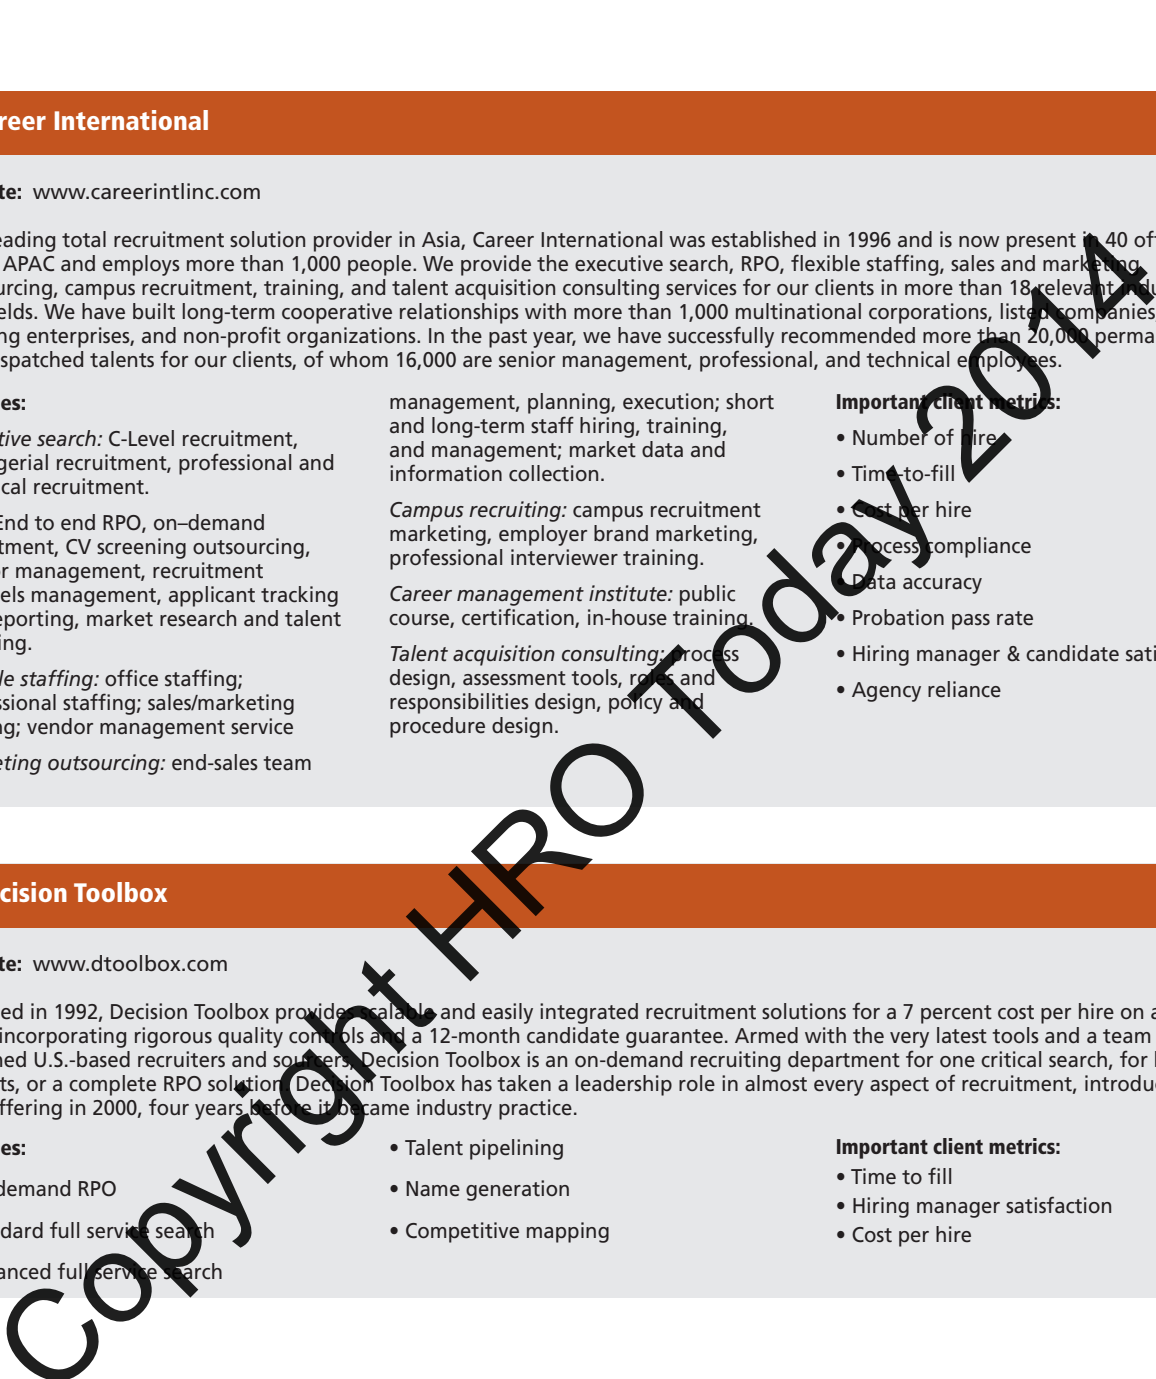 reer International
te: www.careerintlinc.com
eading total recruitment solution provider in Asia, Career International was established in 1996 and is now present in 40 of
APAC and employs more than 1,000 people. We provide the executive search, RPO, flexible staffing, sales and marketing
urcing, campus recruitment, training, and talent acquisition consulting services for our clients in more than 18 relevant indu
elds. We have built long-term cooperative relationships with more than 1,000 multinational corporations, listed companies,
ng enterprises, and non-profit organizations. In the past year, we have successfully recommended more than 20,000 perma
spatched talents for our clients, of whom 16,000 are senior management, professional, and technical employees.
es:
tive search: C-Level recruitment,
gerial recruitment, professional and
cal recruitment.
End to end RPO, on–demand
tment, CV screening outsourcing,
or management, recruitment
els management, applicant tracking
eporting, market research and talent
ing.
le staffing: office staffing;
ssional staffing; sales/marketing
ng; vendor management service
eting outsourcing: end-sales team
management, planning, execution; short
and long-term staff hiring, training,
and management; market data and
information collection.
Campus recruiting: campus recruitment
marketing, employer brand marketing,
professional interviewer training.
Career management institute: public
course, certification, in-house training.
Talent acquisition consulting: process
design, assessment tools, roles and
responsibilities design, policy and
procedure design.
Important client metrics:
• Number of hire
• Time-to-fill
• Cost per hire
• Process compliance
• Data accuracy
• Probation pass rate
• Hiring manager & candidate sati
• Agency reliance
cision Toolbox
te: www.dtoolbox.com
ed in 1992, Decision Toolbox provides scalable and easily integrated recruitment solutions for a 7 percent cost per hire on a
incorporating rigorous quality controls and a 12-month candidate guarantee. Armed with the very latest tools and a team
ned U.S.-based recruiters and sourcers, Decision Toolbox is an on-demand recruiting department for one critical search, for
ts, or a complete RPO solution. Decision Toolbox has taken a leadership role in almost every aspect of recruitment, introdu
ffering in 2000, four years before it became industry practice.
es:
demand RPO
dard full service search
anced full service search
• Talent pipelining
• Name generation
• Competitive mapping
Important client metrics:
• Time to fill
• Hiring manager satisfaction
• Cost per hire
Copyright HRO Today 2014